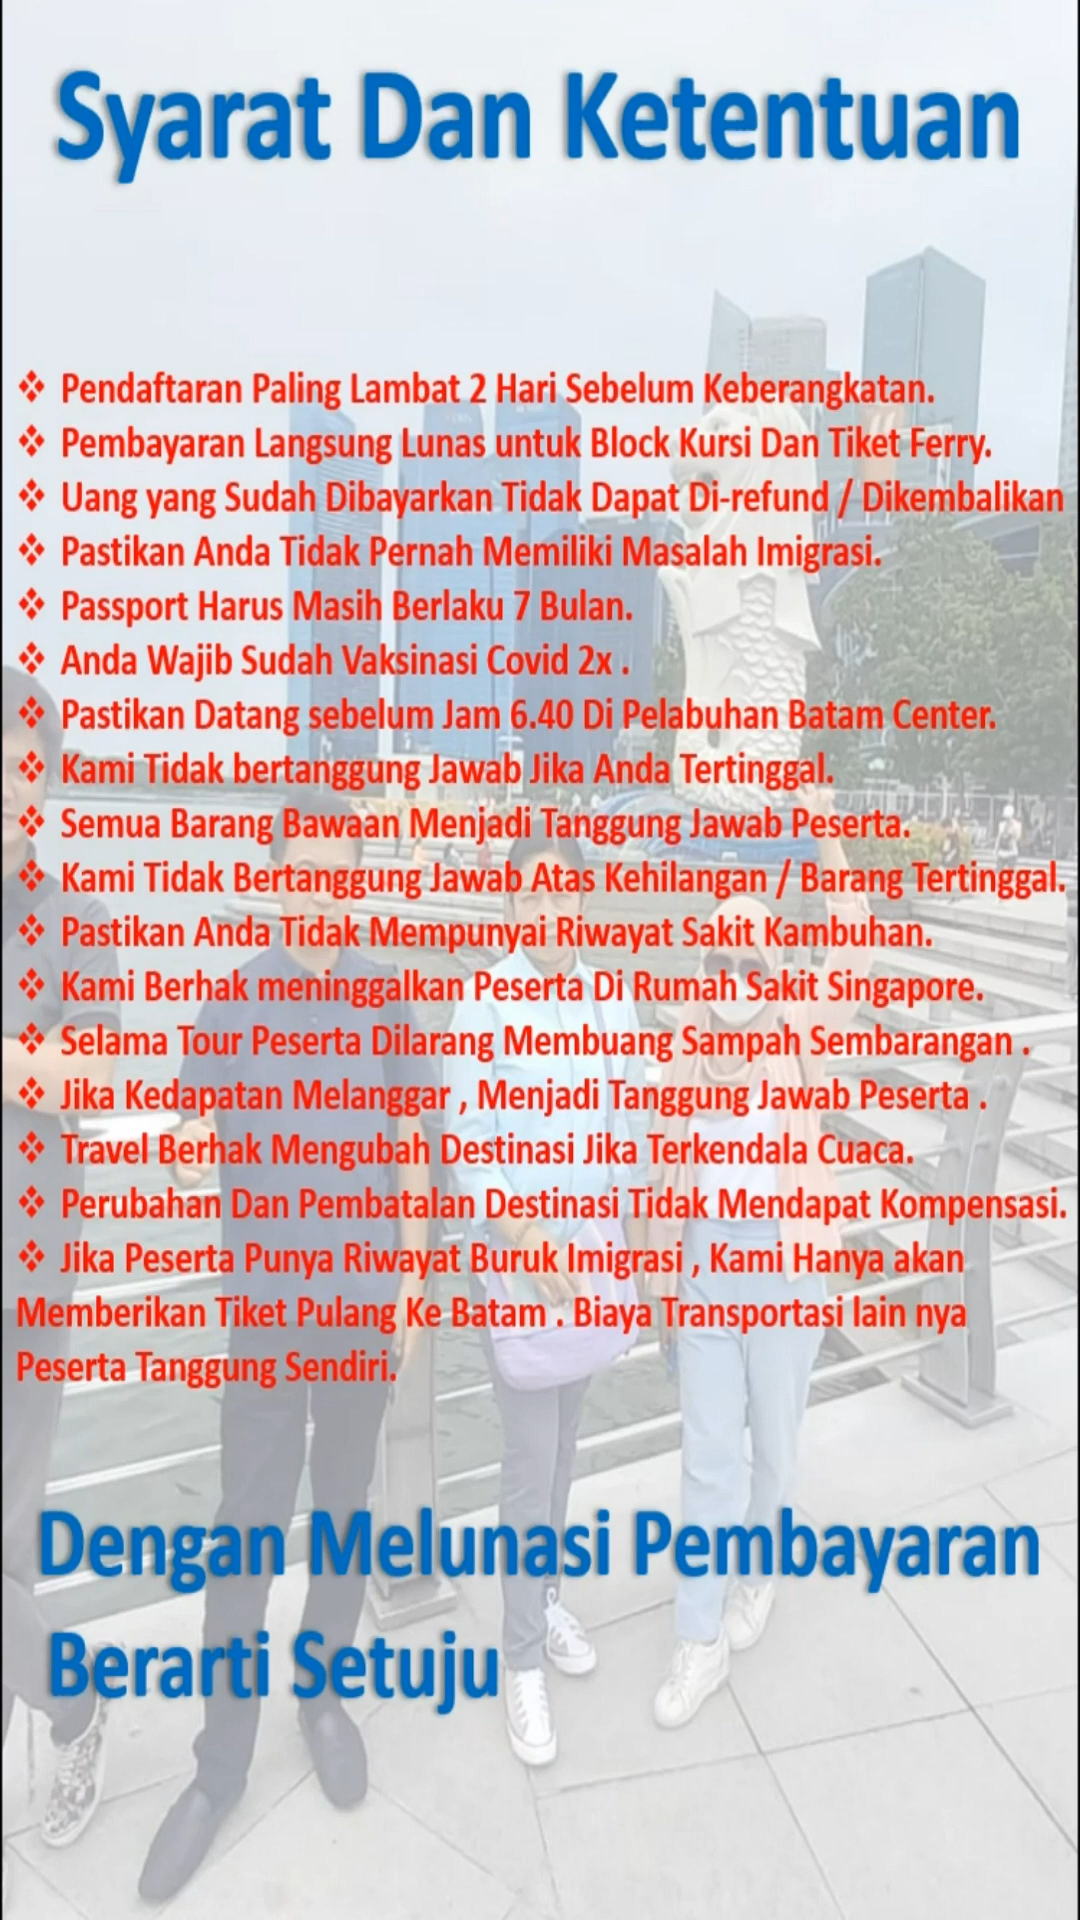 Syarat Dan Ketentuan
❖ Pendaftaran Paling Lambat 2 Hari Sebelum Keberangkatan.
❖ Pembayaran Langsung Lunas untuk Block Kursi Dan Tiket Ferry.
❖ Uang yang Sudah Dibayarkan Tidak Dapat Di-refund / Dikembalikan
❖ Pastikan Anda Tidak Pernah Memiliki Masalah Imigrasi.
❖ Passport Harus Masih Berlaku 7 Bulan.
❖ Anda Wajib Sudah Vaksinasi Covid 2x .
❖ Pastikan Datang sebelum Jam 6.40 Di Pelabuhan Batam Center.
❖ Kami Tidak bertanggung Jawab Jika Anda Tertinggal.
❖ Semua Barang Bawaan Menjadi Tanggung Jawab Peserta.
❖ Kami Tidak Bertanggung Jawab Atas Kehilangan / Barang Tertinggal.
❖ Pastikan Anda Tidak Mempunyai Riwayat Sakit Kambuhan.
❖ Kami Berhak meninggalkan Peserta Di Rumah Sakit Singapore.
❖ Selama Tour Peserta Dilarang Membuang Sampah Sembarangan .
❖ Jika Kedapatan Melanggar , Menjadi Tanggung Jawab Peserta .
❖ Travel Berhak Mengubah Destinasi Jika Terkendala Cuaca.
❖ Perubahan Dan Pembatalan Destinasi Tidak Mendapat Kompensasi.
❖ Jika Peserta Punya Riwayat Buruk Imigrasi , Kami Hanya akan
Memberikan Tiket Pulang Ke Batam . Biaya Transportasi lain nya
Peserta Tanggung Sendiri.
Dengan Melunasi Pembayaran
Berarti Setuju